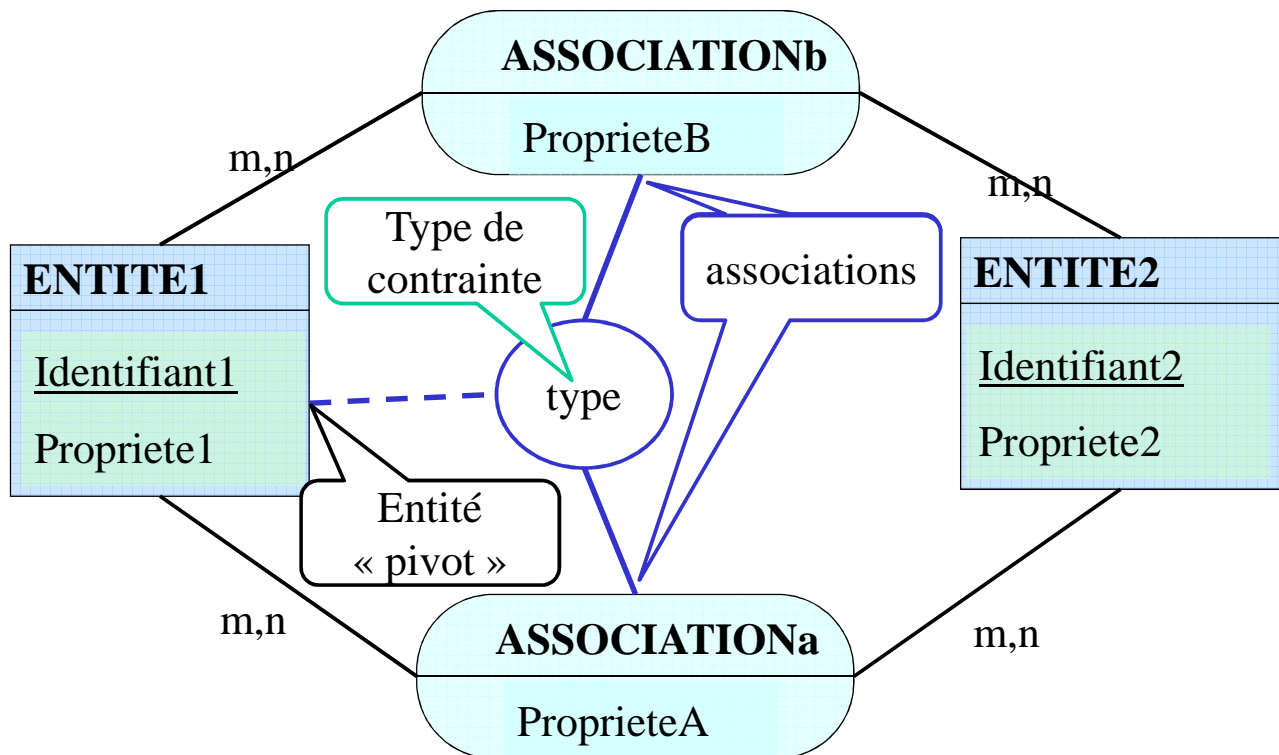 ASSOCIATIONb
ProprieteB
m,n
m,n
Type de
contrainte
associations
ENTITE1
Identifiant1
Propriete1
ENTITE2
Identifiant2
Propriete2
type
Entité
« pivot »
m,n
m,n
ASSOCIATIONa
ProprieteA